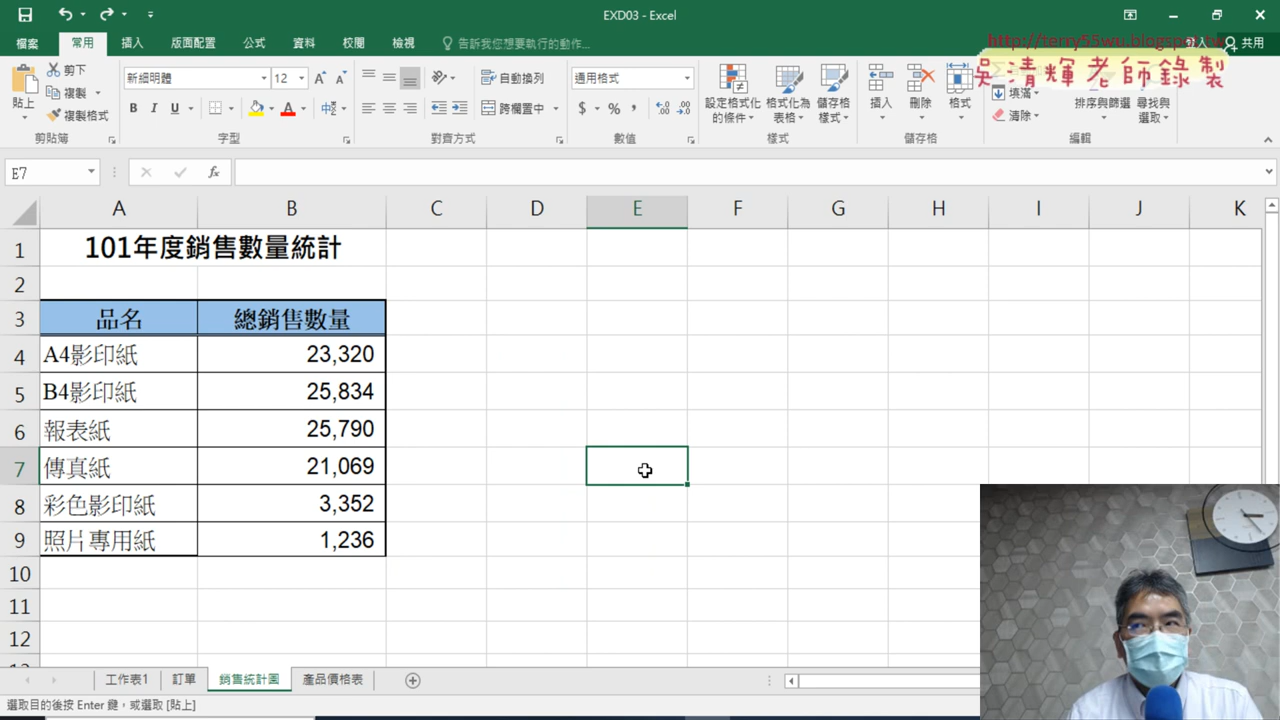 EXD03 - Excel
檔案 常用 插入 版面配置 公式 資料 校閱 檢視 告訴我您想要執行的動作... 登入 共用
http://terry55wu.blogspot.tw
吳清輝老師錄製
貼上 剪下 複製 複製格式 剪貼簿
新細明體 12 B I U 中 字型
自動換列 跨欄置中 對齊方式
通用格式 $ % , 數值
設定格式化的條件 格式化為表格 儲存格樣式 樣式
插入 刪除 格式 儲存格
填滿 清除 排序與篩選 尋找與選取 編輯
E7 fx
A B C D E F G H I J K
1 101年度銷售數量統計
2
3 品名 總銷售數量
4 A4影印紙 23,320
5 B4影印紙 25,834
6 報表紙 25,790
7 傳真紙 21,069
8 彩色影印紙 3,352
9 照片專用紙 1,236
10
11
12
工作表1 訂單 銷售統計圖 產品價格表
選取目的後按 Enter 鍵，或選取 [貼上]